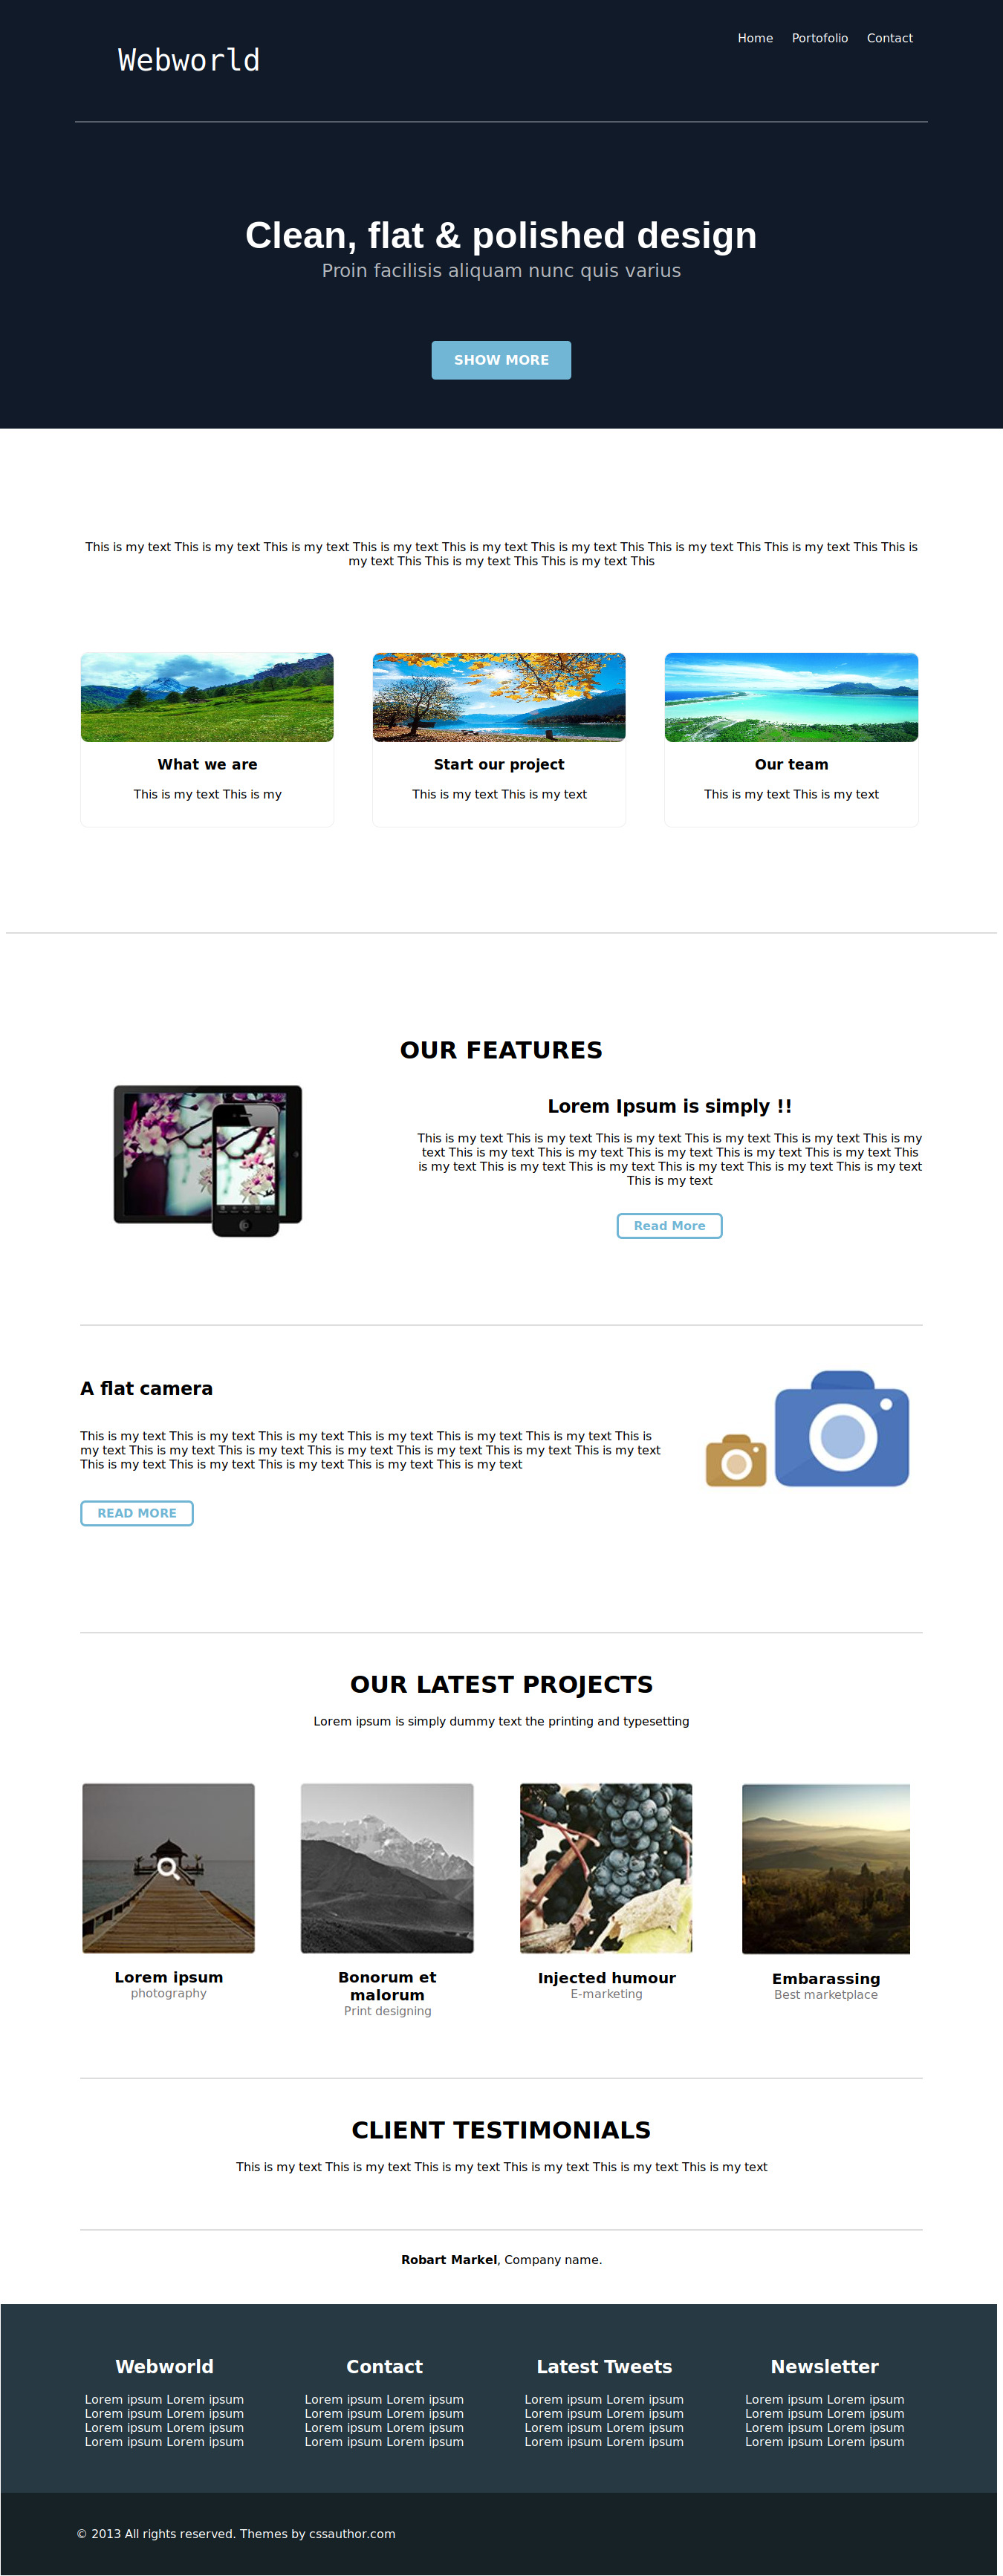 Webworld
Home Portofolio Contact
Clean, flat & polished design
Proin facilisis aliquam nunc quis varius
SHOW MORE
This is my text This is my text This is my text This is my text This is my text This is my text This This is my text This This is my text This This is
my text This This is my text This This is my text This
What we are
This is my text This is my
Start our project
This is my text This is my text
Our team
This is my text This is my text
OUR FEATURES
Lorem Ipsum is simply !!
This is my text This is my text This is my text This is my text This is my text This is my
text This is my text This is my text This is my text This is my text This is my text This
is my text This is my text This is my text This is my text This is my text This is my text
This is my text
Read More
A flat camera
This is my text This is my text This is my text This is my text This is my text This is my text This is
my text This is my text This is my text This is my text This is my text This is my text This is my text
This is my text This is my text This is my text This is my text This is my text
READ MORE
OUR LATEST PROJECTS
Lorem ipsum is simply dummy text the printing and typesetting
Lorem ipsum
photography
Bonorum et
malorum
Print designing
Injected humour
E-marketing
Embarassing
Best marketplace
CLIENT TESTIMONIALS
This is my text This is my text This is my text This is my text This is my text This is my text
Robart Markel, Company name.
Webworld
Lorem ipsum Lorem ipsum
Lorem ipsum Lorem ipsum
Lorem ipsum Lorem ipsum
Lorem ipsum Lorem ipsum
Contact
Lorem ipsum Lorem ipsum
Lorem ipsum Lorem ipsum
Lorem ipsum Lorem ipsum
Lorem ipsum Lorem ipsum
Latest Tweets
Lorem ipsum Lorem ipsum
Lorem ipsum Lorem ipsum
Lorem ipsum Lorem ipsum
Lorem ipsum Lorem ipsum
Newsletter
Lorem ipsum Lorem ipsum
Lorem ipsum Lorem ipsum
Lorem ipsum Lorem ipsum
Lorem ipsum Lorem ipsum
© 2013 All rights reserved. Themes by cssauthor.com